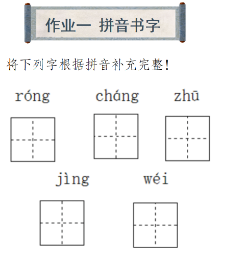 作业一 拼音书字
将下列字根据拼音补充完整!
róng cháng zhū
jìng wéi